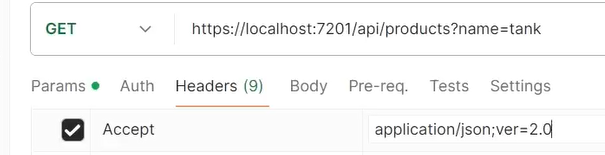 GET https://localhost:7201/api/products?name=tank
Params Auth Headers (9) Body Pre-req. Tests Settings
Accept application/json;ver=2.0